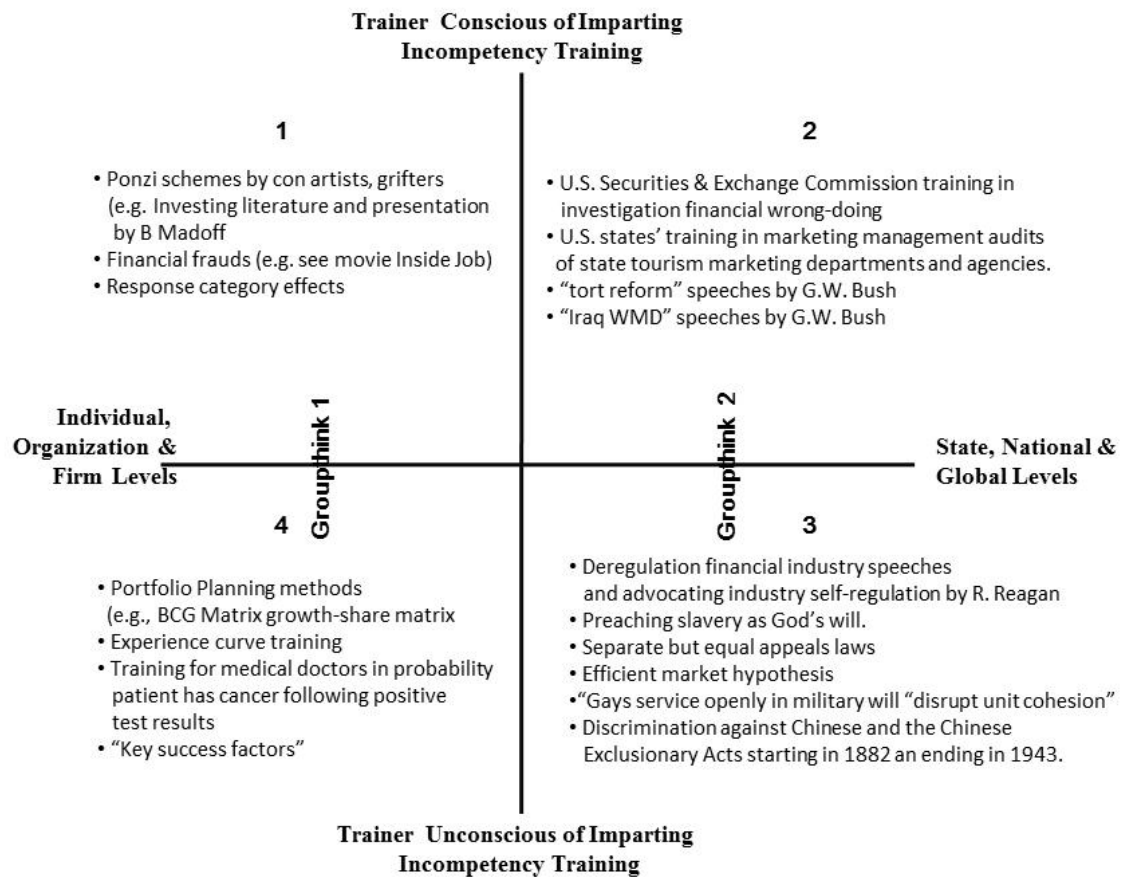 Trainer Conscious of Imparting
Incompetency Training
1
• Ponzi schemes by con artists, grifters
(e.g. Investing literature and presentation
by B Madoff
• Financial frauds (e.g. see movie Inside Job)
• Response category effects
2
• U.S. Securities & Exchange Commission training in
investigation financial wrong-doing
• U.S. states’ training in marketing management audits
of state tourism marketing departments and agencies.
• “tort reform” speeches by G.W. Bush
• “Iraq WMD” speeches by G.W. Bush
Individual,
Organization &
Firm Levels
Groupthink 1
Groupthink 2
State, National &
Global Levels
4
• Portfolio Planning methods
(e.g., BCG Matrix growth-share matrix
• Experience curve training
• Training for medical doctors in probability
patient has cancer following positive
test results
• “Key success factors”
3
• Deregulation financial industry speeches
and advocating industry self-regulation by R. Reagan
• Preaching slavery as God’s will.
• Separate but equal appeals laws
• Efficient market hypothesis
•“Gays service openly in military will “disrupt unit cohesion”
• Discrimination against Chinese and the Chinese
Exclusionary Acts starting in 1882 an ending in 1943.
Trainer Unconscious of Imparting
Incompetency Training